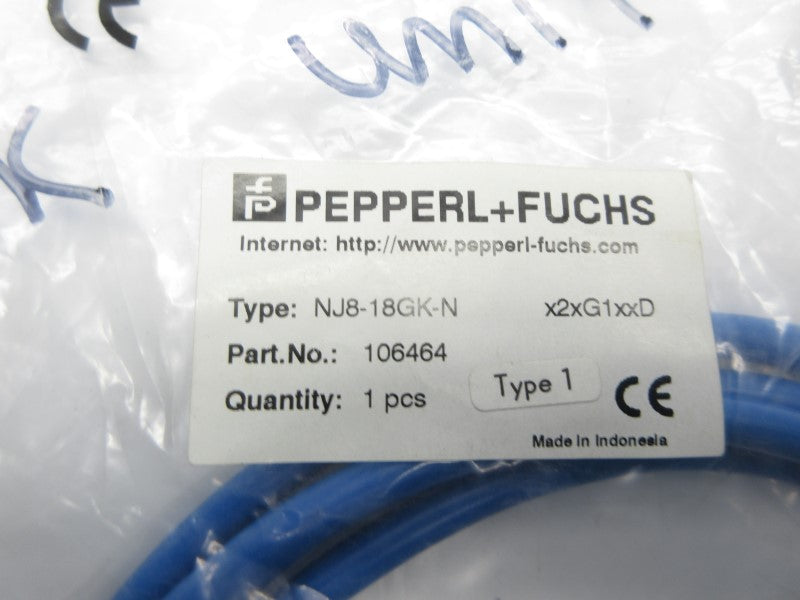 CE
PEPPERL+FUCHS
Internet: http://www.pepperl-fuchs.com
Type: NJ8-18GK-N x2xG1xxD
Part.No.: 106464
Quantity: 1 pcs
Type 1
CE
Made in Indonesia